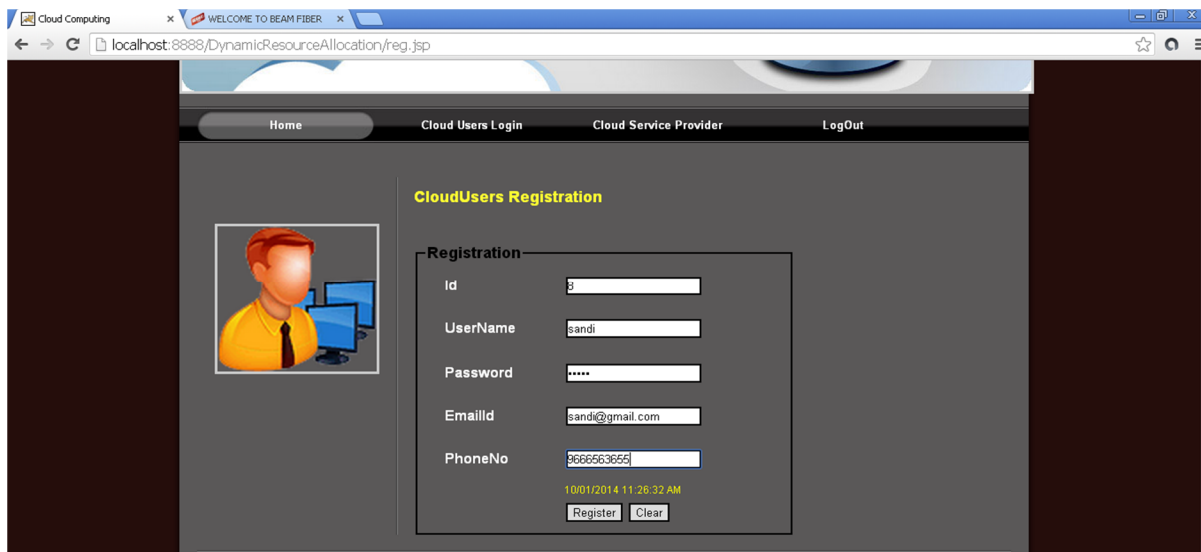 Cloud Computing × WELCOME TO BEAM FIBER ×
localhost:8888/DynamicResourceAllocation/reg.jsp
Home Cloud Users Login Cloud Service Provider LogOut
CloudUsers Registration
Registration
Id 8
UserName sandi
Password •••••
EmailId sandi@gmail.com
PhoneNo 9666563655
10/01/2014 11:26:32 AM
Register Clear